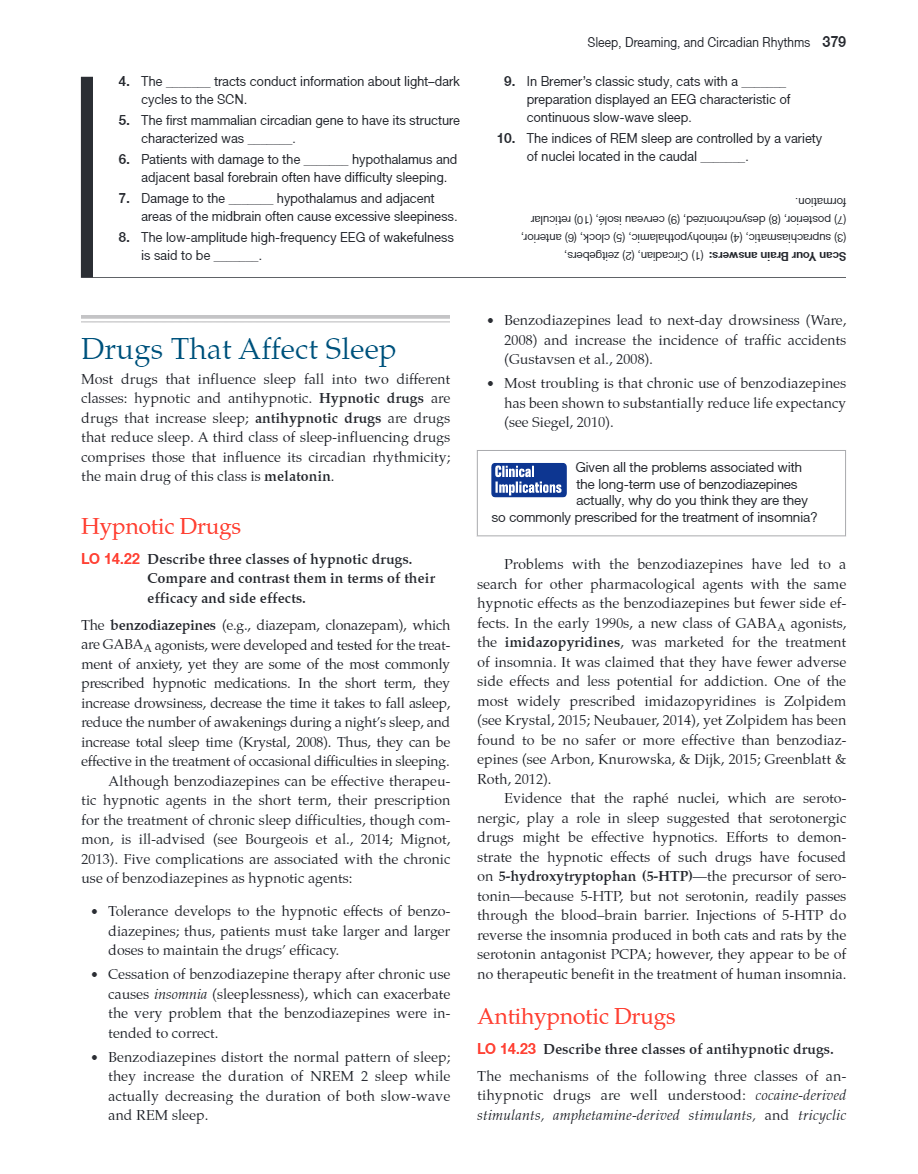 Sleep, Dreaming, and Circadian Rhythms 379
4. The ______ tracts conduct information about light–dark
cycles to the SCN.
5. The first mammalian circadian gene to have its structure
characterized was ______.
6. Patients with damage to the ______ hypothalamus and
adjacent basal forebrain often have difficulty sleeping.
7. Damage to the ______ hypothalamus and adjacent
areas of the midbrain often cause excessive sleepiness.
8. The low-amplitude high-frequency EEG of wakefulness
is said to be ______.
9. In Bremer's classic study, cats with a ______
preparation displayed an EEG characteristic of
continuous slow-wave sleep.
10. The indices of REM sleep are controlled by a variety
of nuclei located in the caudal ______.
Scan Your Brain answers: (1) Circadian, (2) zeitgebers,
(3) suprachiasmatic, (4) retinohypothalamic, (5) clock, (6) anterior,
(7) posterior, (8) desynchronized, (9) cerveau isolé, (10) reticular
formation.
Drugs That Affect Sleep
Most drugs that influence sleep fall into two different
classes: hypnotic and antihypnotic. Hypnotic drugs are
drugs that increase sleep; antihypnotic drugs are drugs
that reduce sleep. A third class of sleep-influencing drugs
comprises those that influence its circadian rhythmicity;
the main drug of this class is melatonin.
Hypnotic Drugs
LO 14.22 Describe three classes of hypnotic drugs.
Compare and contrast them in terms of their
efficacy and side effects.
The benzodiazepines (e.g., diazepam, clonazepam), which
are GABAA agonists, were developed and tested for the treat-
ment of anxiety, yet they are some of the most commonly
prescribed hypnotic medications. In the short term, they
increase drowsiness, decrease the time it takes to fall asleep,
reduce the number of awakenings during a night's sleep, and
increase total sleep time (Krystal, 2008). Thus, they can be
effective in the treatment of occasional difficulties in sleeping.
Although benzodiazepines can be effective therapeu-
tic hypnotic agents in the short term, their prescription
for the treatment of chronic sleep difficulties, though com-
mon, is ill-advised (see Bourgeois et al., 2014; Mignot,
2013). Five complications are associated with the chronic
use of benzodiazepines as hypnotic agents:
• Tolerance develops to the hypnotic effects of benzo-
diazepines; thus, patients must take larger and larger
doses to maintain the drugs' efficacy.
• Cessation of benzodiazepine therapy after chronic use
causes insomnia (sleeplessness), which can exacerbate
the very problem that the benzodiazepines were in-
tended to correct.
• Benzodiazepines distort the normal pattern of sleep;
they increase the duration of NREM 2 sleep while
actually decreasing the duration of both slow-wave
and REM sleep.
• Benzodiazepines lead to next-day drowsiness (Ware,
2008) and increase the incidence of traffic accidents
(Gustavsen et al., 2008).
• Most troubling is that chronic use of benzodiazepines
has been shown to substantially reduce life expectancy
(see Siegel, 2010).
Clinical Implications
Given all the problems associated with
the long-term use of benzodiazepines
actually, why do you think they are they
so commonly prescribed for the treatment of insomnia?
Problems with the benzodiazepines have led to a
search for other pharmacological agents with the same
hypnotic effects as the benzodiazepines but fewer side ef-
fects. In the early 1990s, a new class of GABAA agonists,
the imidazopyridines, was marketed for the treatment
of insomnia. It was claimed that they have fewer adverse
side effects and less potential for addiction. One of the
most widely prescribed imidazopyridines is Zolpidem
(see Krystal, 2015; Neubauer, 2014), yet Zolpidem has been
found to be no safer or more effective than benzodiaz-
epines (see Arbon, Knurowska, & Dijk, 2015; Greenblatt &
Roth, 2012).
Evidence that the raphé nuclei, which are seroto-
nergic, play a role in sleep suggested that serotonergic
drugs might be effective hypnotics. Efforts to demon-
strate the hypnotic effects of such drugs have focused
on 5-hydroxytryptophan (5-HTP)—the precursor of sero-
tonin—because 5-HTP, but not serotonin, readily passes
through the blood–brain barrier. Injections of 5-HTP do
reverse the insomnia produced in both cats and rats by the
serotonin antagonist PCPA; however, they appear to be of
no therapeutic benefit in the treatment of human insomnia.
Antihypnotic Drugs
LO 14.23 Describe three classes of antihypnotic drugs.
The mechanisms of the following three classes of an-
tihypnotic drugs are well understood: cocaine-derived
stimulants, amphetamine-derived stimulants, and tricyclic